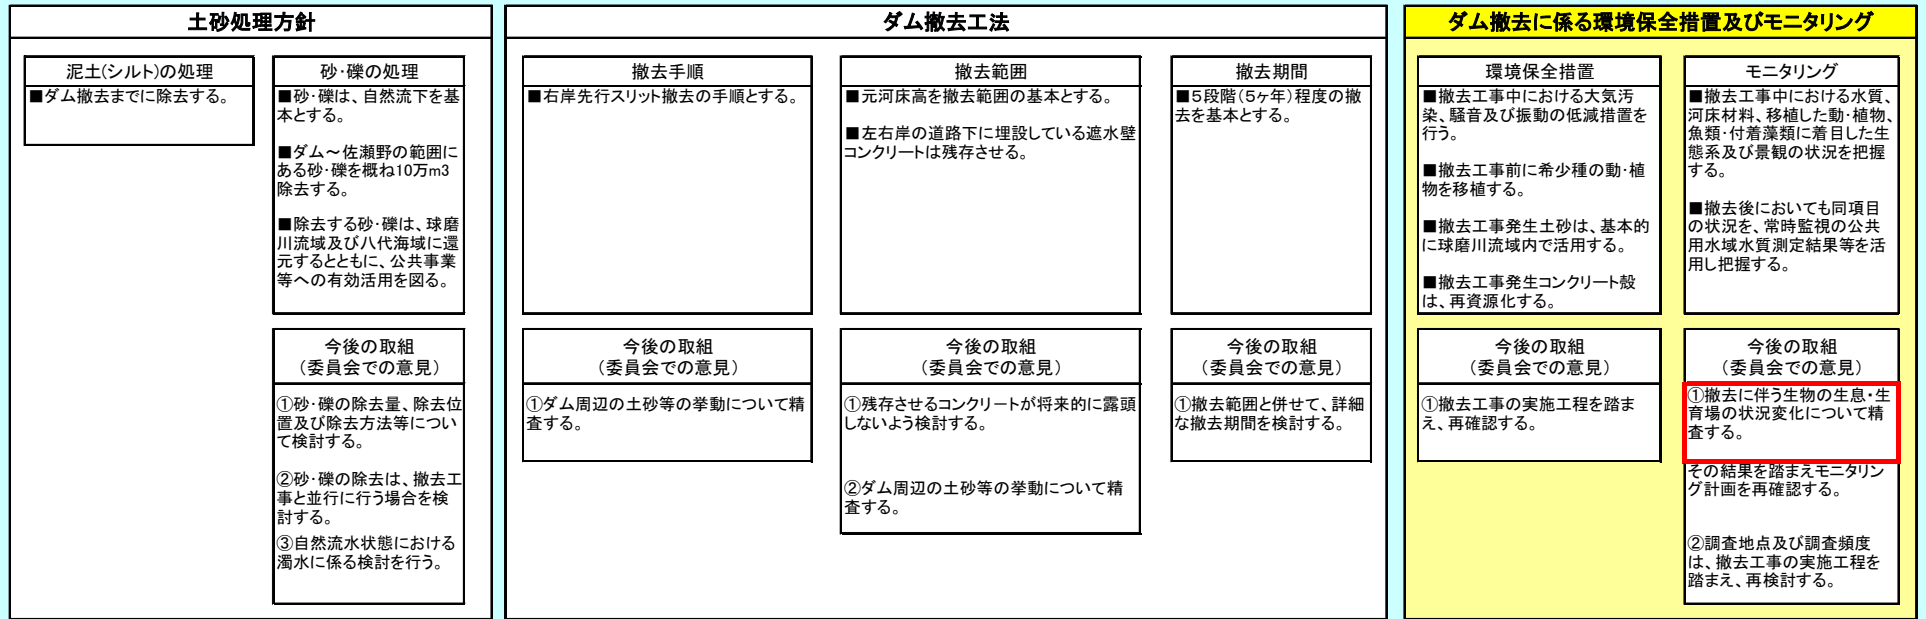 土砂処理方針
泥土(シルト)の処理
■ダム撤去までに除去する。
砂・礫の処理
■砂・礫は、自然流下を基
本とする。
■ダム～佐瀬野の範囲に
ある砂・礫を概ね10万m3
除去する。
■除去する砂・礫は、球磨
川流域及び八代海域に還
元するとともに、公共事業
等への有効活用を図る。
今後の取組
（委員会での意見）
①砂・礫の除去量、除去位
置及び除去方法等につい
て検討する。
②砂・礫の除去は、撤去工
事と並行に行う場合を検
討する。
③自然流水状態における
濁水に係る検討を行う。
ダム撤去工法
撤去手順
■右岸先行スリット撤去の手順とする。
今後の取組
（委員会での意見）
①ダム周辺の土砂等の挙動について精
査する。
撤去範囲
■元河床高を撤去範囲の基本とする。
■左右岸の道路下に埋設している遮水壁
コンクリートは残存させる。
今後の取組
（委員会での意見）
①残存させるコンクリートが将来的に露頭
しないよう検討する。
②ダム周辺の土砂等の挙動について精
査する。
撤去期間
■５段階（５ヶ年）程度の撤
去を基本とする。
今後の取組
（委員会での意見）
①撤去範囲と併せて、詳細
な撤去期間を検討する。
ダム撤去に係る環境保全措置及びモニタリング
環境保全措置
■撤去工事中における大気汚
染、騒音及び振動の低減措置を
行う。
■撤去工事前に希少種の動・植
物を移植する。
■撤去工事発生土砂は、基本的
に球磨川流域内で活用する。
■撤去工事発生コンクリート殻
は、再資源化する。
今後の取組
（委員会での意見）
①撤去工事の実施工程を踏ま
え、再確認する。
モニタリング
■撤去工事中における水質、
河床材料、移植した動・植物、
魚類・付着藻類に着目した生
態系及び景観の状況を把握
する。
■撤去後においても同項目
の状況を、常時監視の公共
用水域水質測定結果等を活
用し把握する。
今後の取組
（委員会での意見）
①撤去に伴う生物の生息・生
育場の状況変化について精
査する。
その結果を踏まえモニタリン
グ計画を再確認する。
②調査地点及び調査頻度
は、撤去工事の実施工程を
踏まえ、再検討する。